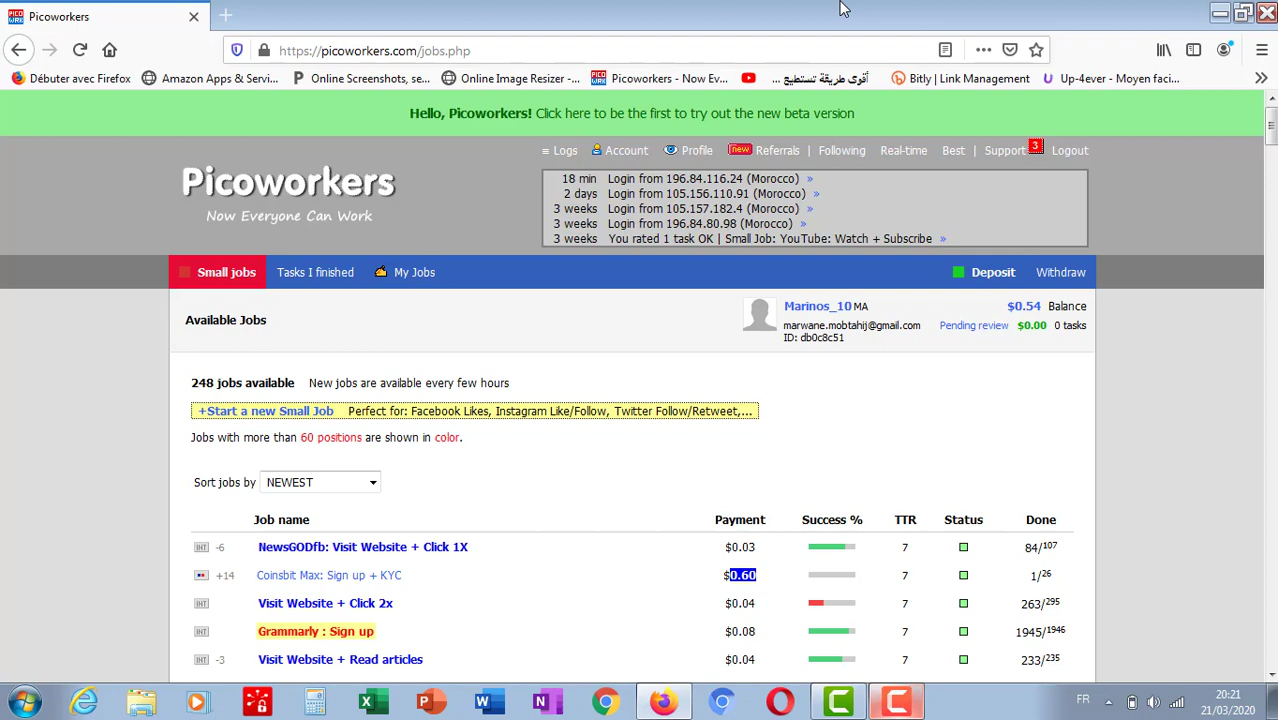 Picoworkers
https://picoworkers.com/jobs.php
Débuter avec Firefox
Amazon Apps & Servi...
Online Screenshots, se...
Online Image Resizer -...
Picoworkers - Now Ev...
أقوى طريقة تستطيع ...
Bitly | Link Management
Up-4ever - Moyen faci...
Hello, Picoworkers! Click here to be the first to try out the new beta version
Logs Account Profile new Referrals | Following Real-time Best | Support 3 Logout
Picoworkers
Now Everyone Can Work
18 min Login from 196.84.116.24 (Morocco) »
2 days Login from 105.156.110.91 (Morocco) »
3 weeks Login from 105.157.182.4 (Morocco) »
3 weeks Login from 196.84.80.98 (Morocco) »
3 weeks You rated 1 task OK | Small Job: YouTube: Watch + Subscribe »
Small jobs Tasks I finished My Jobs Deposit Withdraw
Available Jobs
Marinos_10 MA $0.54 Balance
marwane.mobtahij@gmail.com Pending review $0.00 0 tasks
ID: db0c8c51
248 jobs available New jobs are available every few hours
+Start a new Small Job Perfect for: Facebook Likes, Instagram Like/Follow, Twitter Follow/Retweet,...
Jobs with more than 60 positions are shown in color.
Sort jobs by NEWEST
Job name Payment Success % TTR Status Done
INT -6 NewsGODfb: Visit Website + Click 1X $0.03 7 84/107
+14 Coinsbit Max: Sign up + KYC $0.60 7 1/26
INT Visit Website + Click 2x $0.04 7 263/295
INT Grammarly : Sign up $0.08 7 1945/1946
INT -3 Visit Website + Read articles $0.04 7 233/235
FR
20:21
21/03/2020